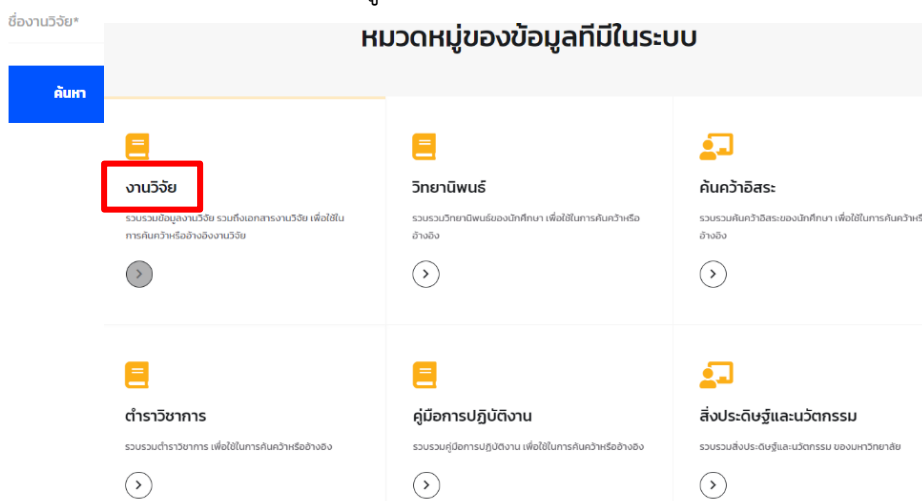 ชื่องานวิจัย*
ค้นหา
หมวดหมู่ของข้อมูลที่มีในระบบ
งานวิจัย
รวบรวมข้อมูลงานวิจัย รวมถึงเอกสารงานวิจัย เพื่อใช้ใน
การค้นคว้าหรืออ้างอิงงานวิจัย
วิทยานิพนธ์
รวบรวมวิทยานิพนธ์ของนักศึกษา เพื่อใช้ในการค้นคว้าหรือ
อ้างอิง
ค้นคว้าอิสระ
รวบรวมค้นคว้าอิสระของนักศึกษา เพื่อใช้ในการค้นคว้าหรื
อ้างอิง
ตำราวิชาการ
รวบรวมตำราวิชาการ เพื่อใช้ในการค้นคว้าหรืออ้างอิง
คู่มือการปฏิบัติงาน
รวบรวมคู่มือการปฏิบัติงาน เพื่อใช้ในการค้นคว้าหรืออ้างอิง
สิ่งประดิษฐ์และนวัตกรรม
รวบรวมสิ่งประดิษฐ์และนวัตกรรม ของมหาวิทยาลัย